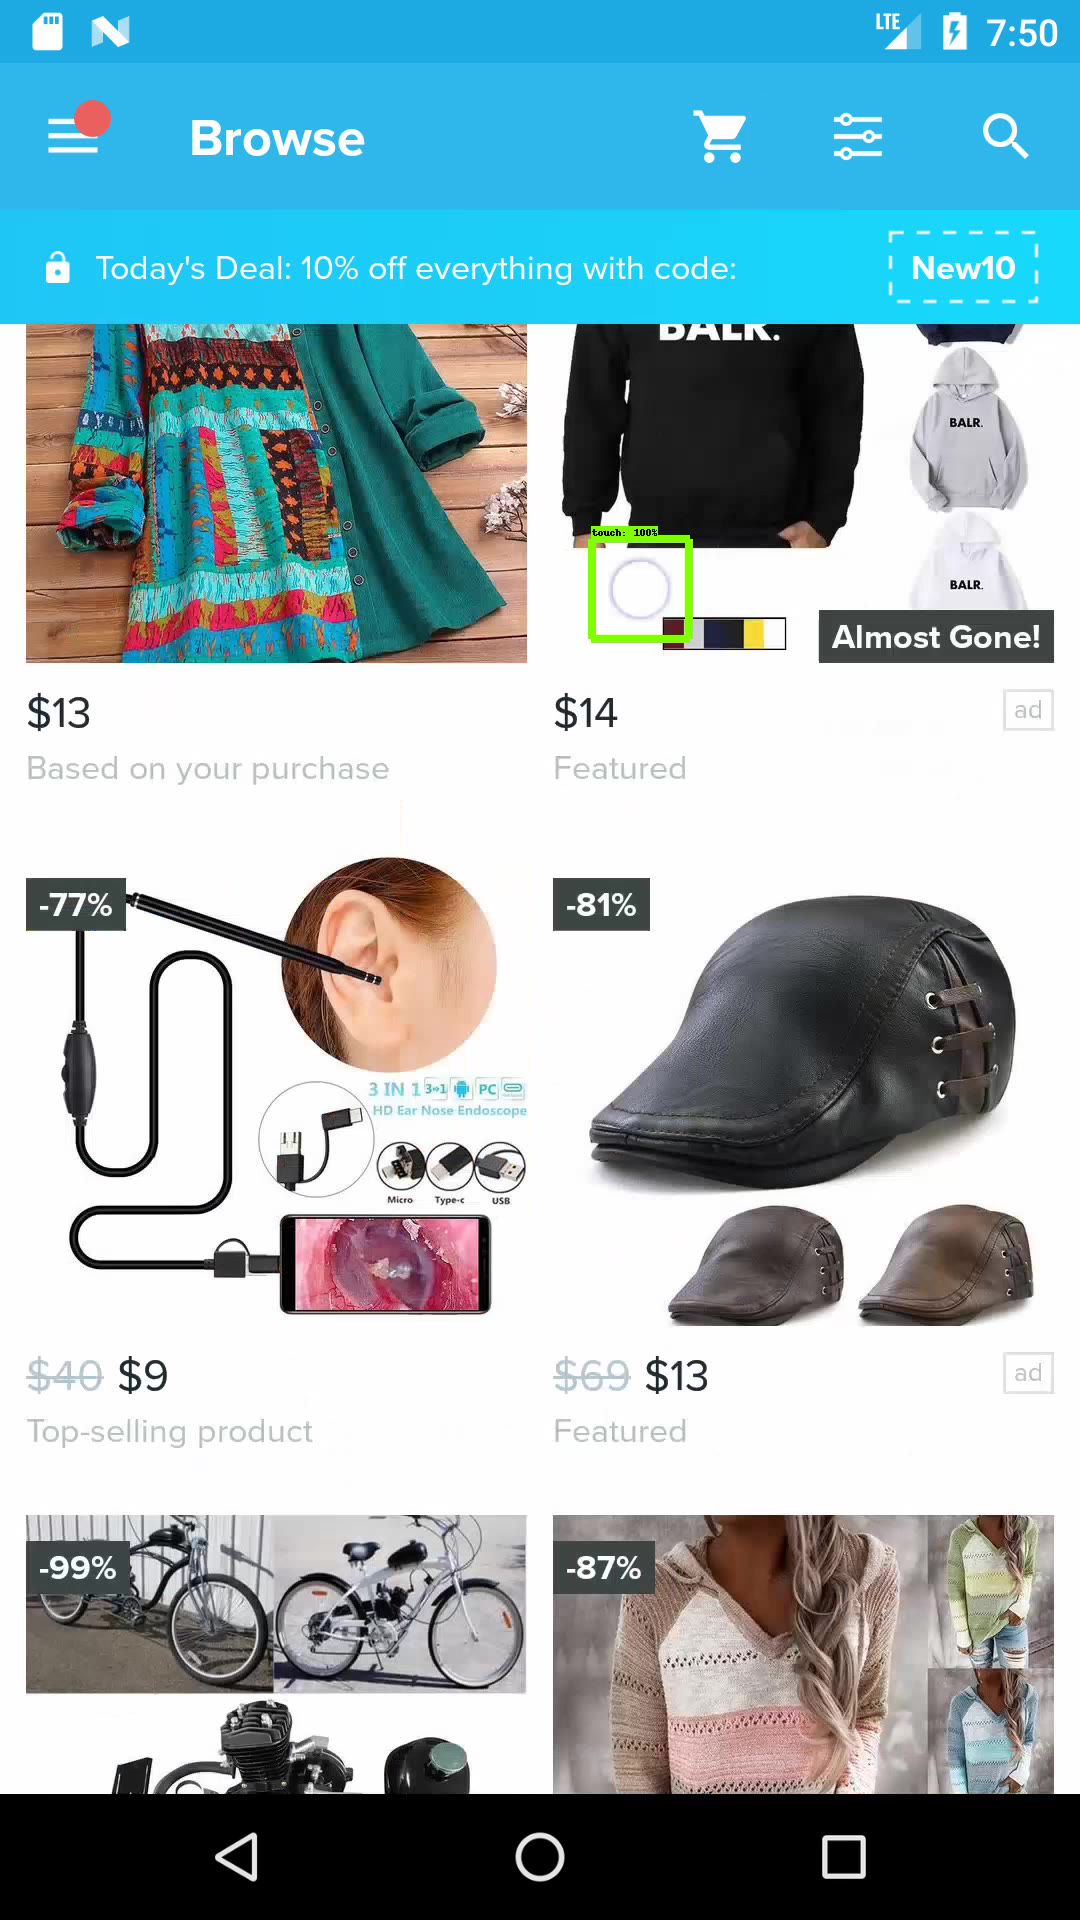 LTE 7:50
Browse
Today's Deal: 10% off everything with code: New10
BALR.
BALR.
touch: 100%
BALR.
Almost Gone!
$13
$14 ad
Based on your purchase
Featured
-77%
-81%
3 IN 1 3in1 PC
HD Ear Nose Endoscope
Micro Type-c USB
$40 $9
$69 $13 ad
Top-selling product
Featured
-99%
-87%